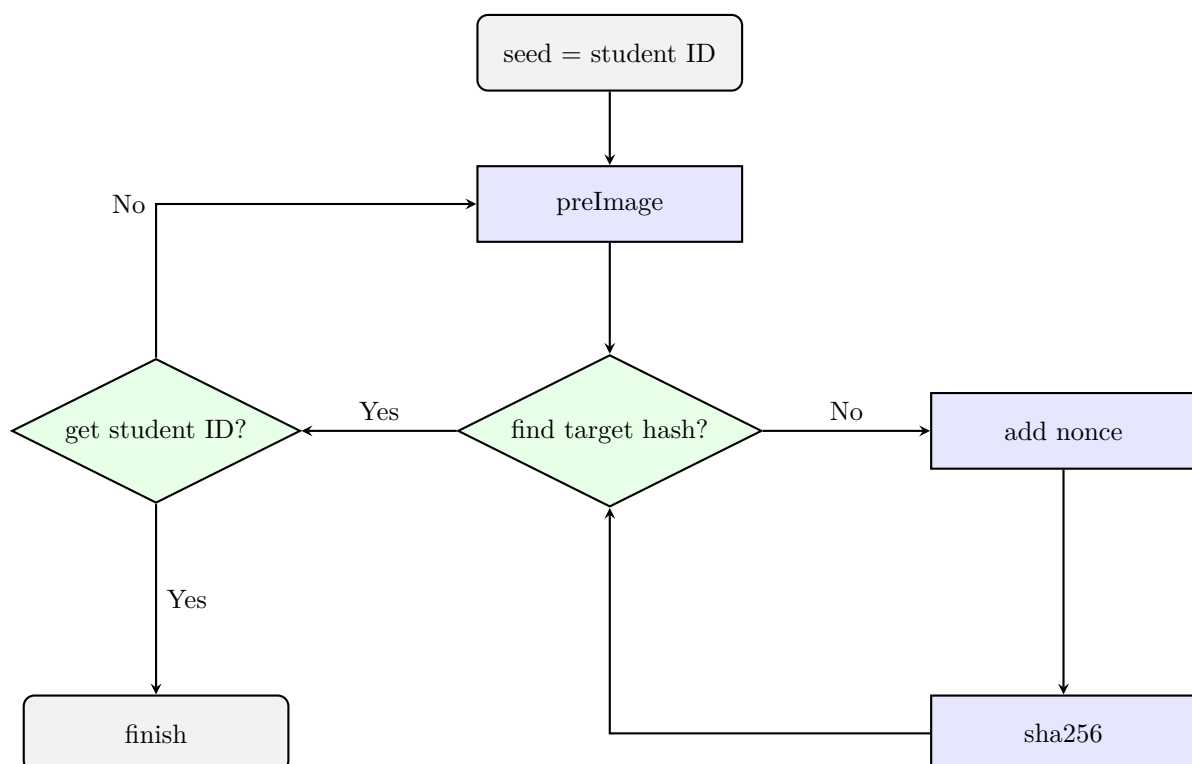 seed = student ID
No
preImage
get student ID?
Yes
find target hash?
No
add nonce
Yes
finish
sha256